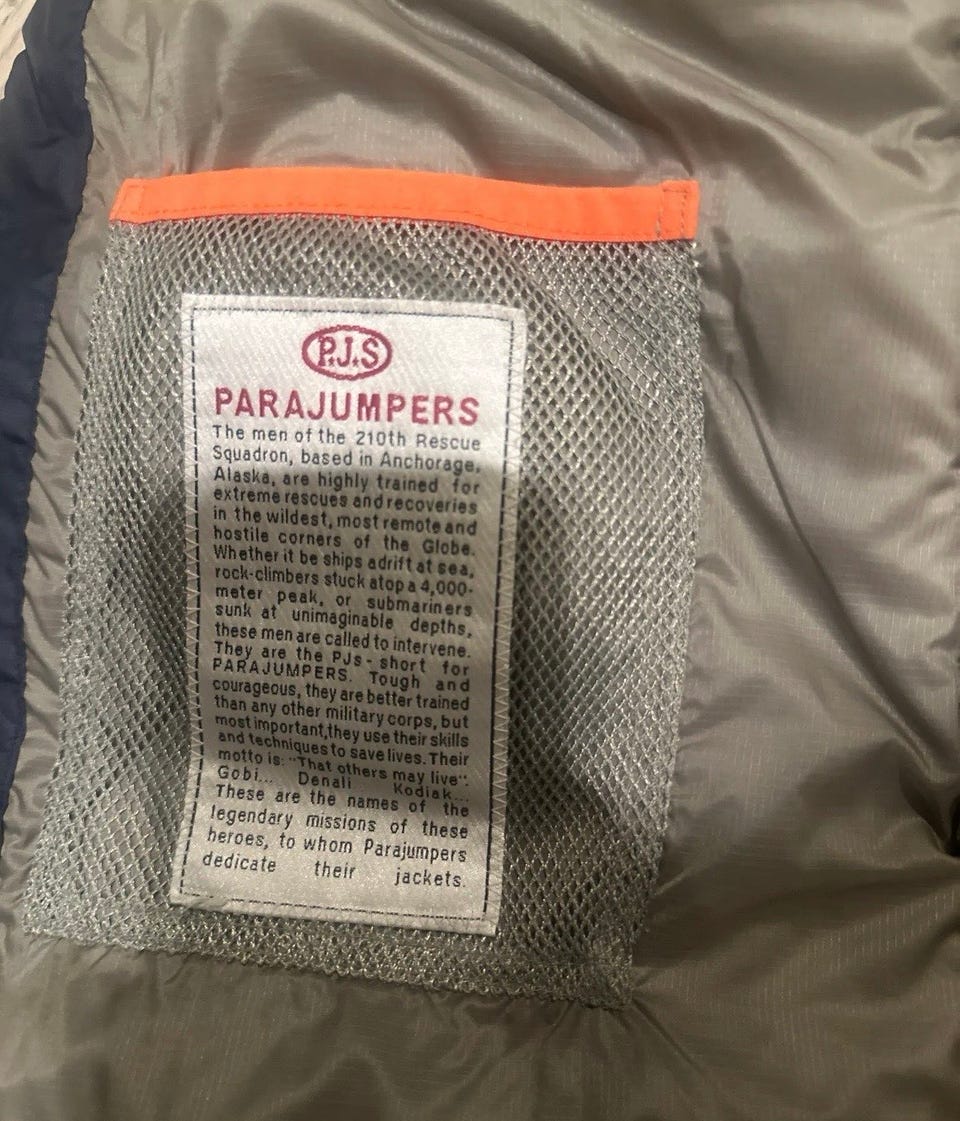 P.J.S
PARAJUMPERS
The men of the 210th Rescue
Squadron, based in Anchorage,
Alaska, are highly trained for
extreme rescues and recoveries
in the wildest, most remote and
hostile corners of the Globe.
Whether it be ships adrift at sea,
rock-climbers stuck atop a 4,000-
meter peak, or submariners
sunk at unimaginable depths,
these men are called to intervene.
They are the PJs - short for
PARAJUMPERS. Tough and
courageous, they are better trained
than any other military corps, but
most important,they use their skills
and techniques to save lives. Their
motto is: "That others may live".
Gobi... Denali Kodiak...
These are the names of the
legendary missions of these
heroes, to whom Parajumpers
dedicate their jackets.